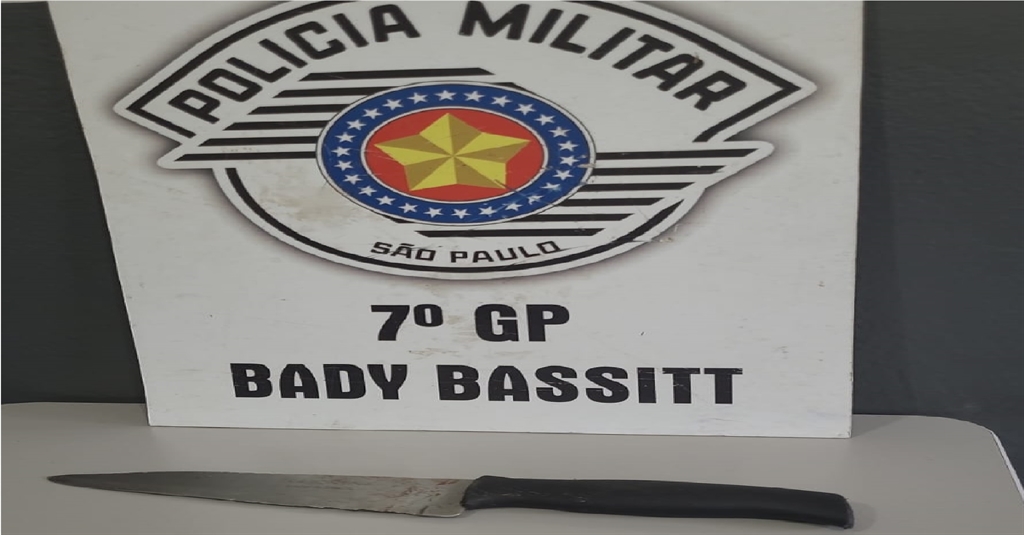 POLICIA MILITAR
SÃO PAULO
7º GP
BADY BASSITT